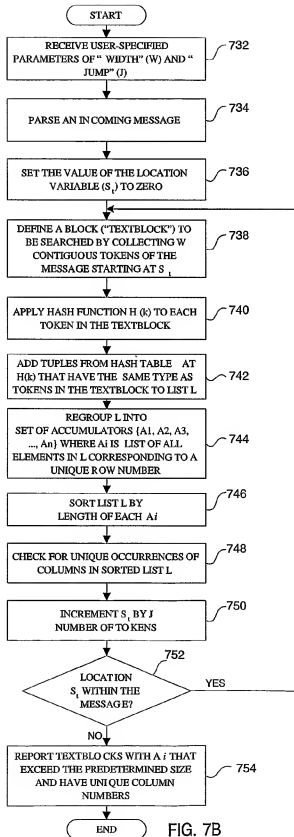 START
RECEIVE USER-SPECIFIED
PARAMETERS OF " WIDTH" (W) AND "
JUMP" (J)
732
PARSE AN IN COMING MESSAGE
734
SET THE VALUE OF THE LOCATION
VARIABLE (St) TO ZERO
736
DEFINE A BLOCK ("TEXTBLOCK") TO
BE SEARCHED BY COLLECTING W
CONTIGUOUS TOKENS OF THE
MESSAGE STARTING AT St
738
APPLY HASH FUNCTION H (k) TO EACH
TOKEN IN THE TEXTBLOCK
740
ADD TUPLES FROM HASH TABLE AT
H(k) THAT HAVE THE SAME TYPE AS
TOKENS IN THE TEXTBLOCK TO LIST L
742
REGROUP L INTO
SET OF ACCUMULATORS {A1, A2, A3,
..., An} WHERE Ai IS LIST OF ALL
ELEMENTS IN L CORRESPONDING TO A
UNIQUE ROW NUMBER
744
SORT LIST L BY
LENGTH OF EACH Ai
746
CHECK FOR UNIQUE OCCURRENCES OF
COLUMNS IN SORTED LIST L
748
INCREMENT St BY J
NUMBER OF TO KENS
750
LOCATION
St WITHIN THE
MESSAGE?
752
YES
NO
REPORT TEXTBLO CKS WITH A i THAT
EXCEED THE PREDETERMINED SIZE
AND HAVE UNIQUE COLUMN
NUMBERS
754
END
FIG. 7B